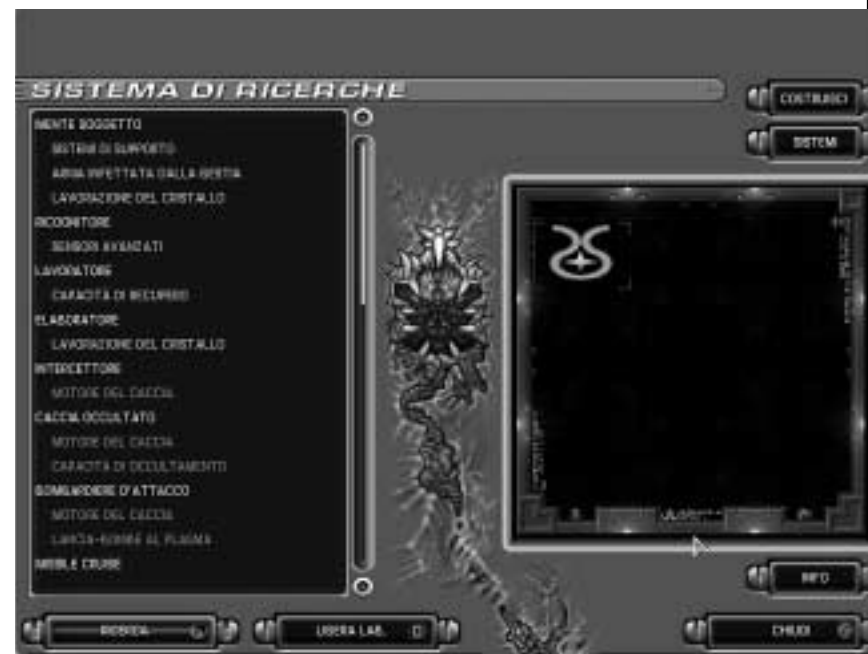 SISTEMA DI RICERCHE
COSTRUISCI
SISTEMI
MENTE SOGGETTO
SISTEMI DI SUPPORTO
ARMA INFETTATA DALLA BESTIA
LAVORAZIONE DEL CRISTALLO
RICOGNITORE
SENSORI AVANZATI
LAVORATORE
CAPACITÀ DI RECUPERO
ELABORATORE
LAVORAZIONE DEL CRISTALLO
INTERCETTORE
MOTORE DEL CACCIA
CACCIA OCCULTATO
MOTORE DEL CACCIA
CAPACITÀ DI OCCULTAMENTO
BOMBARDIERE D'ATTACCO
MOTORE DEL CACCIA
LANCIA-BOMBE AL PLASMA
MISSILE CRUISE
INFO
RICERCA
LIBERA LAB.
CHIUDI